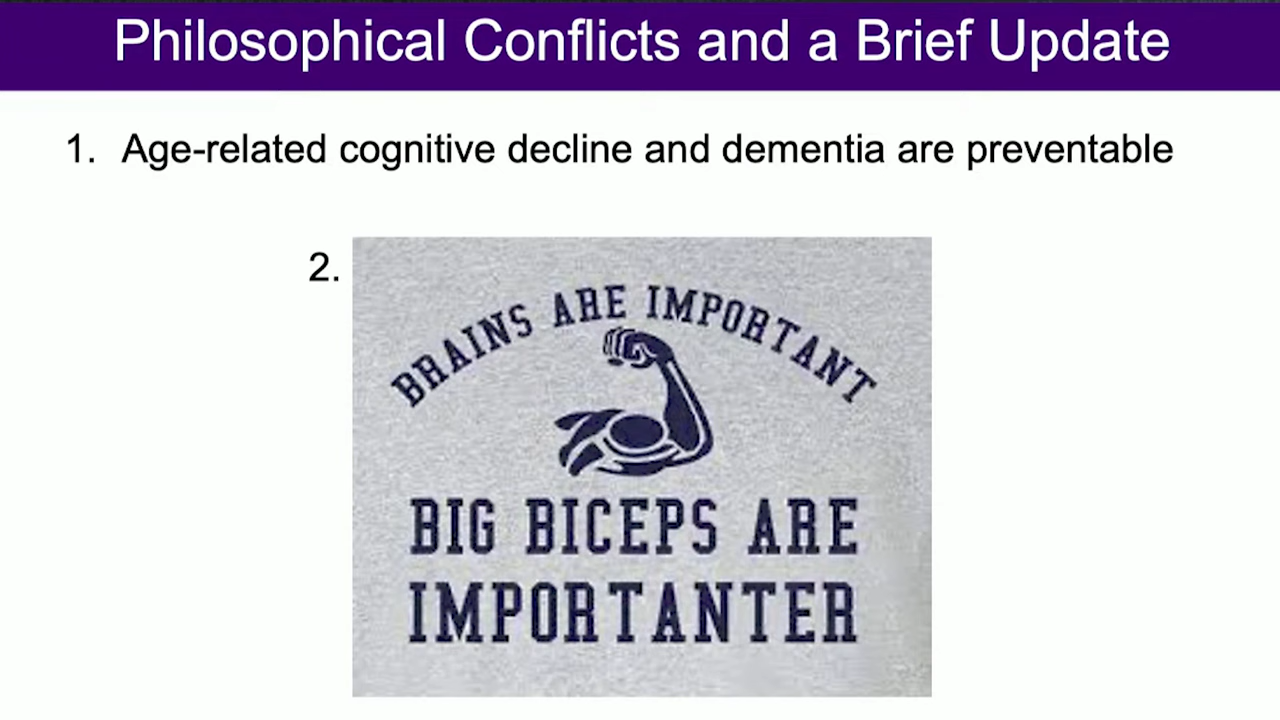 Philosophical Conflicts and a Brief Update
1. Age-related cognitive decline and dementia are preventable
2.
BRAINS ARE IMPORTANT
BIG BICEPS ARE
IMPORTANTER